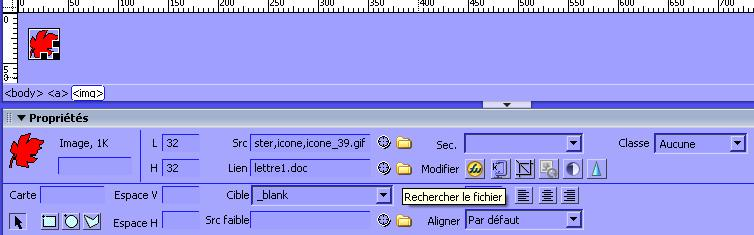 0 50 100 150 200 250 300 350 400 450 500 550 600 650 700
0
5
<body> <a> <img>
Propriétés
Image, 1K L 32 Src ster,icone,icone_39.gif Sec. Classe Aucune
H 32 Lien lettre1.doc Modifier
Carte Espace V Cible _blank Rechercher le fichier
Espace H Src faible Aligner Par défaut